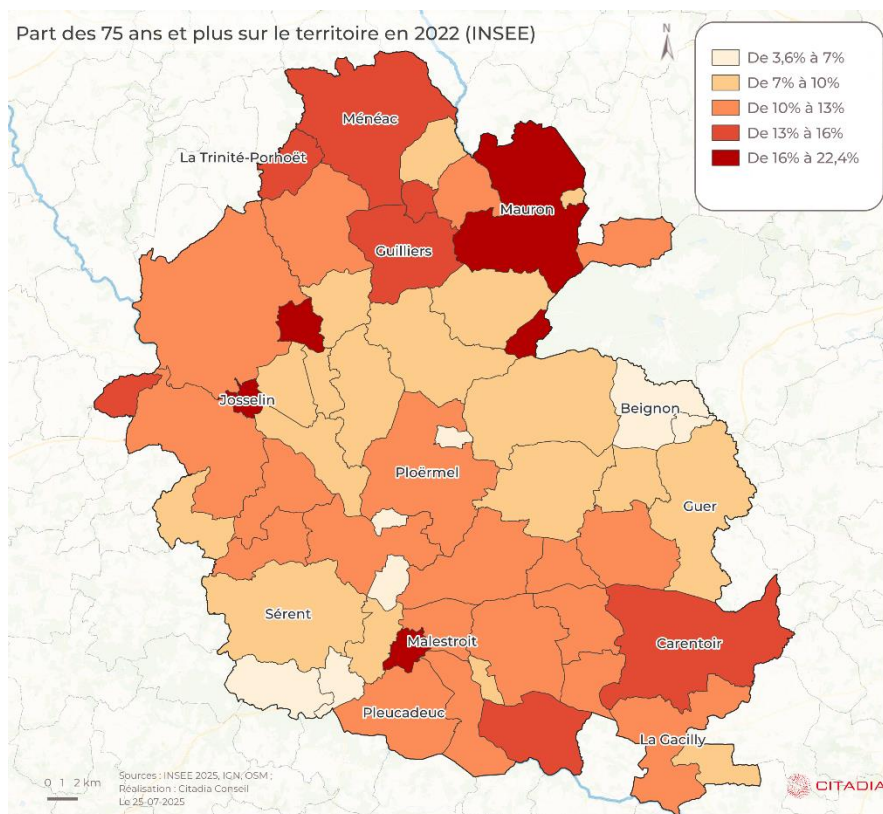 Part des 75 ans et plus sur le territoire en 2022 (INSEE)
N
De 3,6% à 7%
De 7% à 10%
De 10% à 13%
De 13% à 16%
De 16% à 22,4%
Ménéac
La Trinité-Porhoët
Mauron
Guilliers
Josselin
Beignon
Ploërmel
Guer
Sérent
Malestroit
Carentoir
Pleucadeuc
La Gacilly
0 1 2 km
Sources : INSEE 2025, IGN, OSM ;
Réalisation : Citadia Conseil
Le 25-07-2025
CITADIA